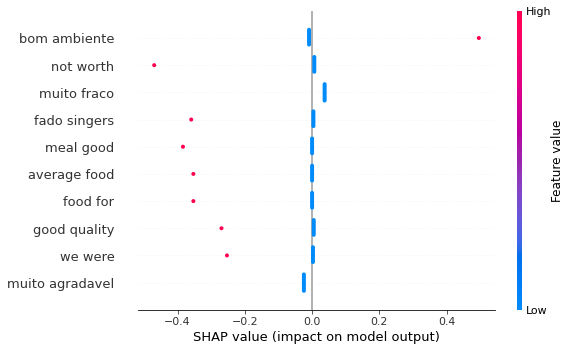 High
bom ambiente
not worth
muito fraco
fado singers
meal good
average food
food for
good quality
we were
muito agradavel
Feature value
Low
−0.4 −0.2 0.0 0.2 0.4
SHAP value (impact on model output)